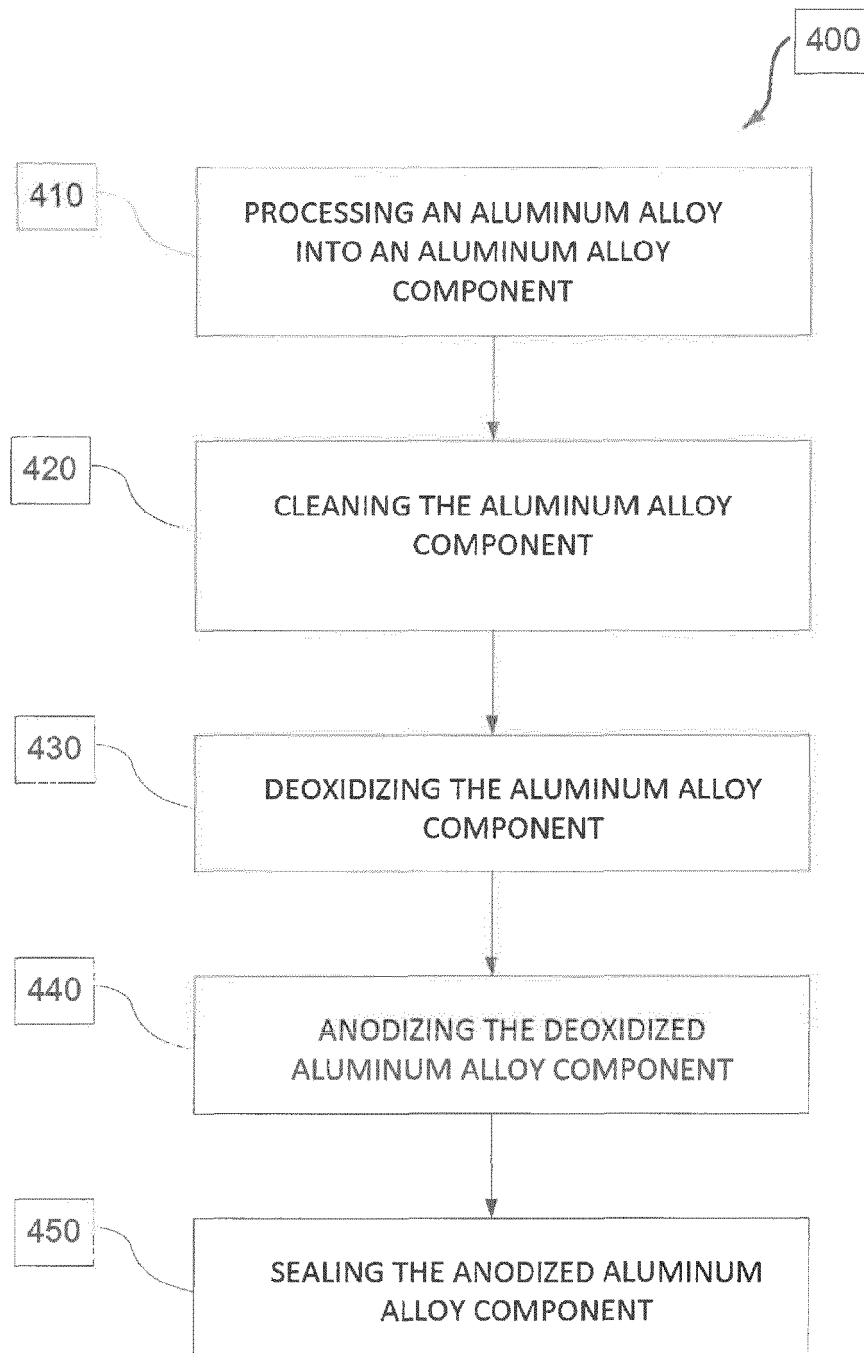 400
410
PROCESSING AN ALUMINUM ALLOY
INTO AN ALUMINUM ALLOY
COMPONENT
420
CLEANING THE ALUMINUM ALLOY
COMPONENT
430
DEOXIDIZING THE ALUMINUM ALLOY
COMPONENT
440
ANODIZING THE DEOXIDIZED
ALUMINUM ALLOY COMPONENT
450
SEALING THE ANODIZED ALUMINUM
ALLOY COMPONENT